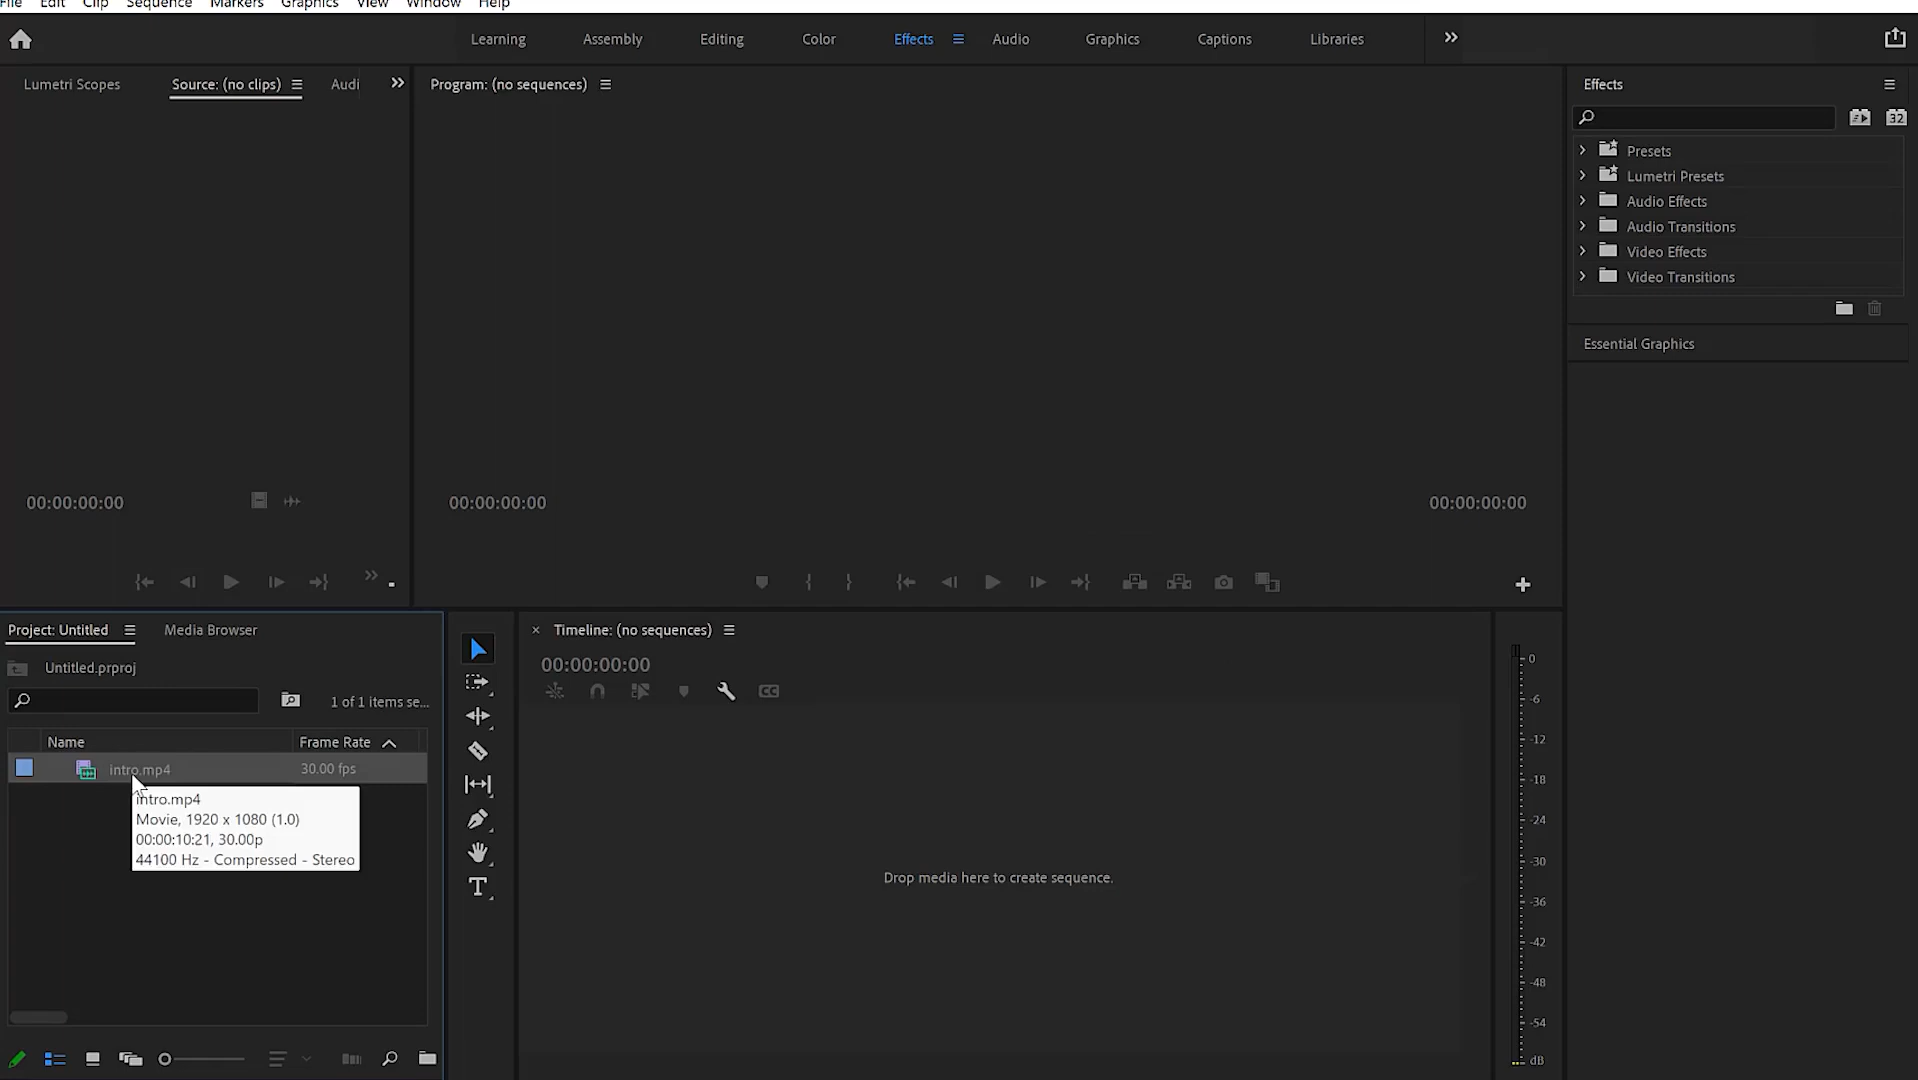 File Edit Clip Sequence Markers Graphics View Window Help
Learning Assembly Editing Color Effects Audio Graphics Captions Libraries
Lumetri Scopes Source: (no clips) Audi
Program: (no sequences)
Effects
32
Presets
Lumetri Presets
Audio Effects
Audio Transitions
Video Effects
Video Transitions
Essential Graphics
00:00:00:00
00:00:00:00 00:00:00:00
Project: Untitled Media Browser
Untitled.prproj
1 of 1 items se...
Name Frame Rate
intro.mp4 30.00 fps
intro.mp4
Movie, 1920 x 1080 (1.0)
00:00:10:21, 30.00p
44100 Hz - Compressed - Stereo
T
× Timeline: (no sequences)
00:00:00:00
CC
Drop media here to create sequence.
0
-6
-12
-18
-24
-30
-36
-42
-48
-54
dB